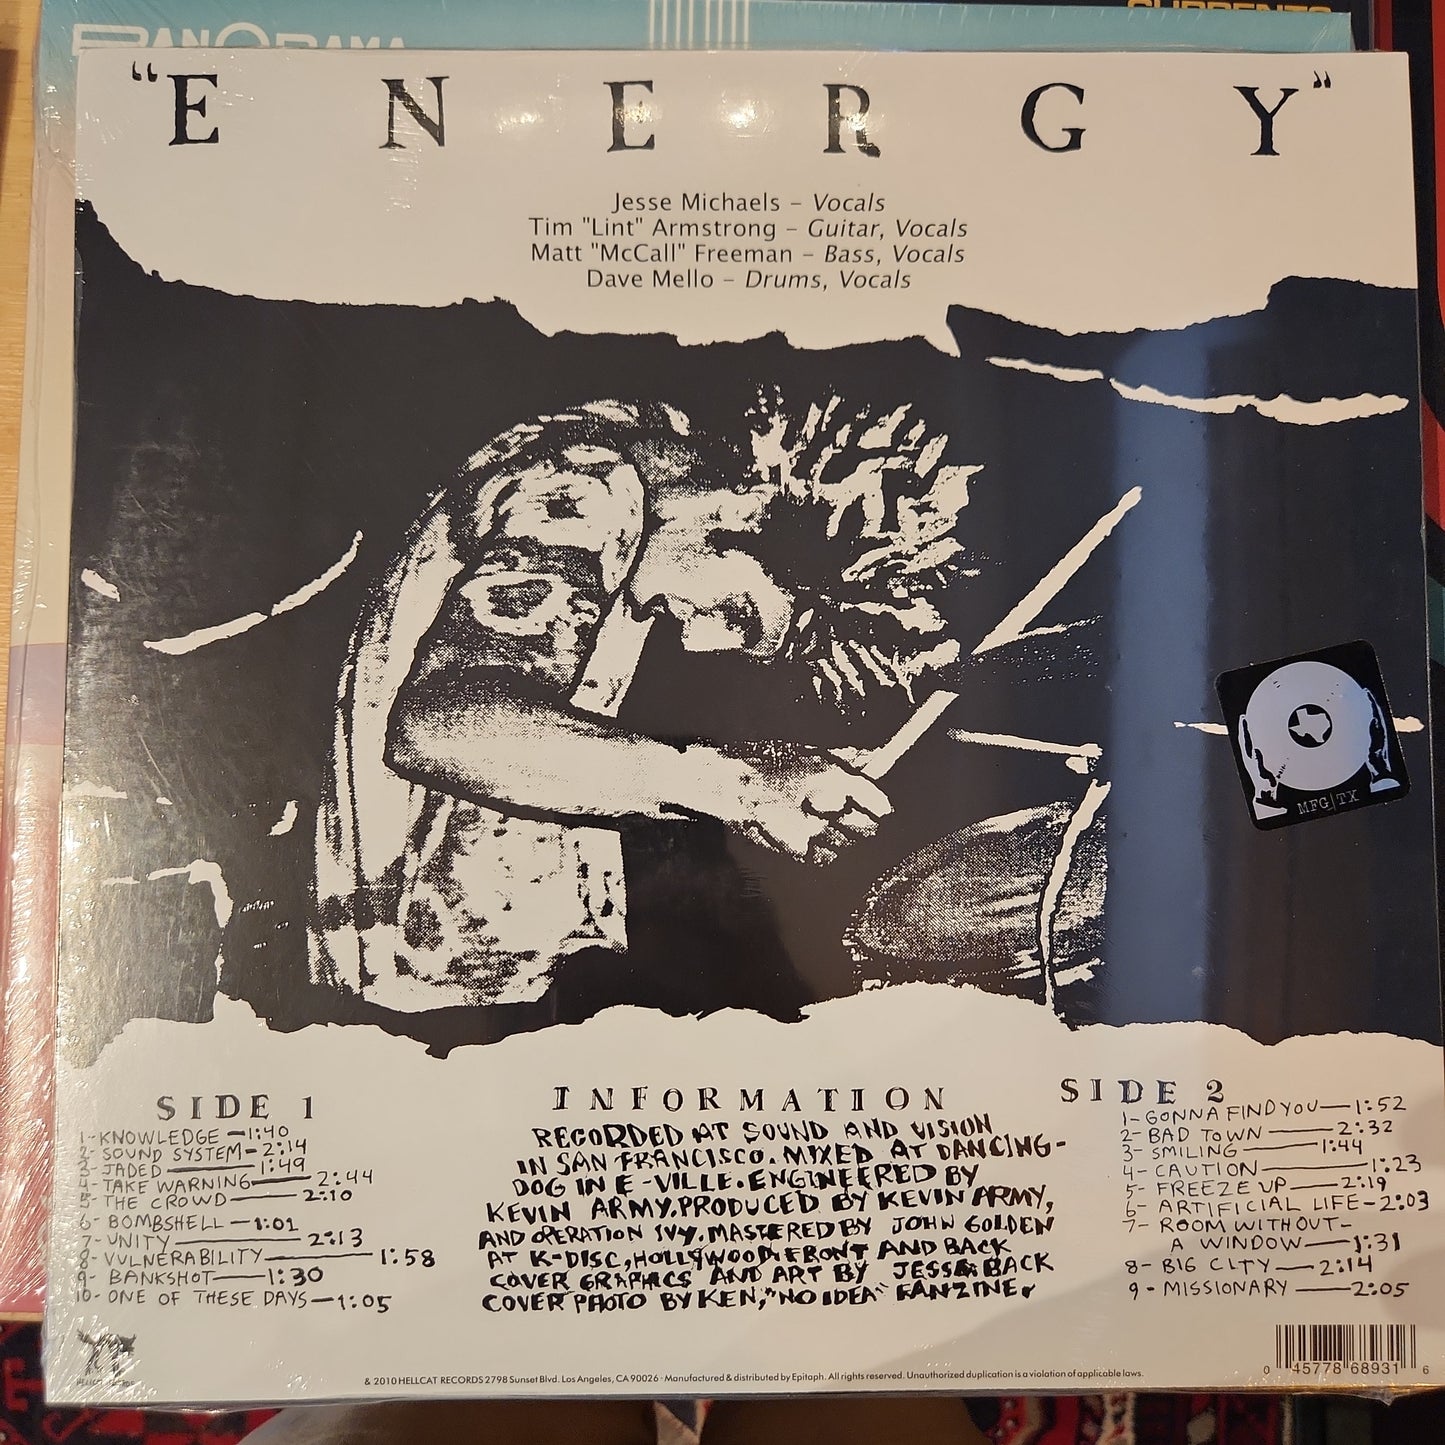 PANORAMA
CURRENTS
"ENERGY"
Jesse Michaels – Vocals
Tim "Lint" Armstrong – Guitar, Vocals
Matt "McCall" Freeman – Bass, Vocals
Dave Mello – Drums, Vocals
MFG|TX
SIDE 1
1-KNOWLEDGE—1:40
2-SOUND SYSTEM-2:14
3-JADED——1:49
4-TAKE WARNING——2:44
5-THE CROWD——2:10
6-BOMBSHELL—1:01
7-UNITY——2:13
8-VULNERABILITY——1:58
9-BANKSHOT——1:30
10-ONE OF THESE DAYS—1:05
INFORMATION
RECORDED AT SOUND AND VISION
IN SAN FRANCISCO. MIXED AT DANCING-
DOG IN E-VILLE. ENGINEERED BY
KEVIN ARMY. PRODUCED BY KEVIN ARMY,
AND OPERATION IVY. MASTERED BY JOHN GOLDEN
AT K-DISC, HOLLYWOOD. FRONT AND BACK
COVER GRAPHICS AND ART BY JESSE. BACK
COVER PHOTO BY KEN, "NO IDEA" FANZINE.
SIDE 2
1-GONNA FIND YOU—1:52
2-BAD TOWN——2:32
3-SMILING——1:44
4-CAUTION——1:23
5-FREEZE UP——2:19
6-ARTIFICIAL LIFE-2:03
7-ROOM WITHOUT-
A WINDOW——1:31
8-BIG CITY——2:14
9-MISSIONARY——2:05
HELLCAT RECORDS
& 2010 HELLCAT RECORDS 2798 Sunset Blvd. Los Angeles, CA 90026 · Manufactured & distributed by Epitaph. All rights reserved. Unauthorized duplication is a violation of applicable laws.
0 45778 68931 6